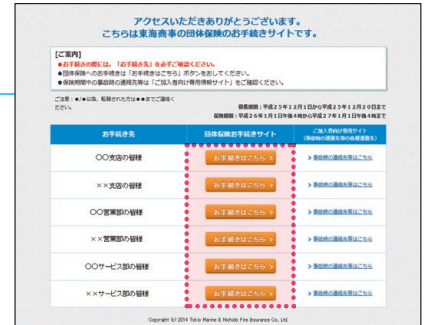 アクセスいただきありがとうございます。
こちらは東海商事の団体保険のお手続きサイトです。
【ご案内】
●お手続きの際には、「お手続き先」を必ずご確認ください。
●団体保険へのお手続きは「お手続きはこちら」ボタンをおしてください。
●保険期間中の事故時の連絡先等は「ご加入者向け専用情報サイト」をご確認ください。
ご注意：●/●以降、転籍された方は●●までご連絡く
ださい。
募集期間：平成25年12月1日から平成25年12月20日まで
保険期間：平成26年1月1日午後4時から平成27年1月1日午後4時まで
お手続き先 団体保険お手続きサイト ご加入者向け専用サイト
（事故時の連絡先等の各種連絡先）
○○支店の皆様 お手続きはこちら > > 事故時の連絡先等はこちら
××支店の皆様 お手続きはこちら > > 事故時の連絡先等はこちら
○○営業部の皆様 お手続きはこちら > > 事故時の連絡先等はこちら
××営業部の皆様 お手続きはこちら > > 事故時の連絡先等はこちら
○○サービス部の皆様 お手続きはこちら > > 事故時の連絡先等はこちら
××サービス部の皆様 お手続きはこちら > > 事故時の連絡先等はこちら
Copyright (c) 2014 Tokio Marine & Nichido Fire Insurance Co., Ltd.